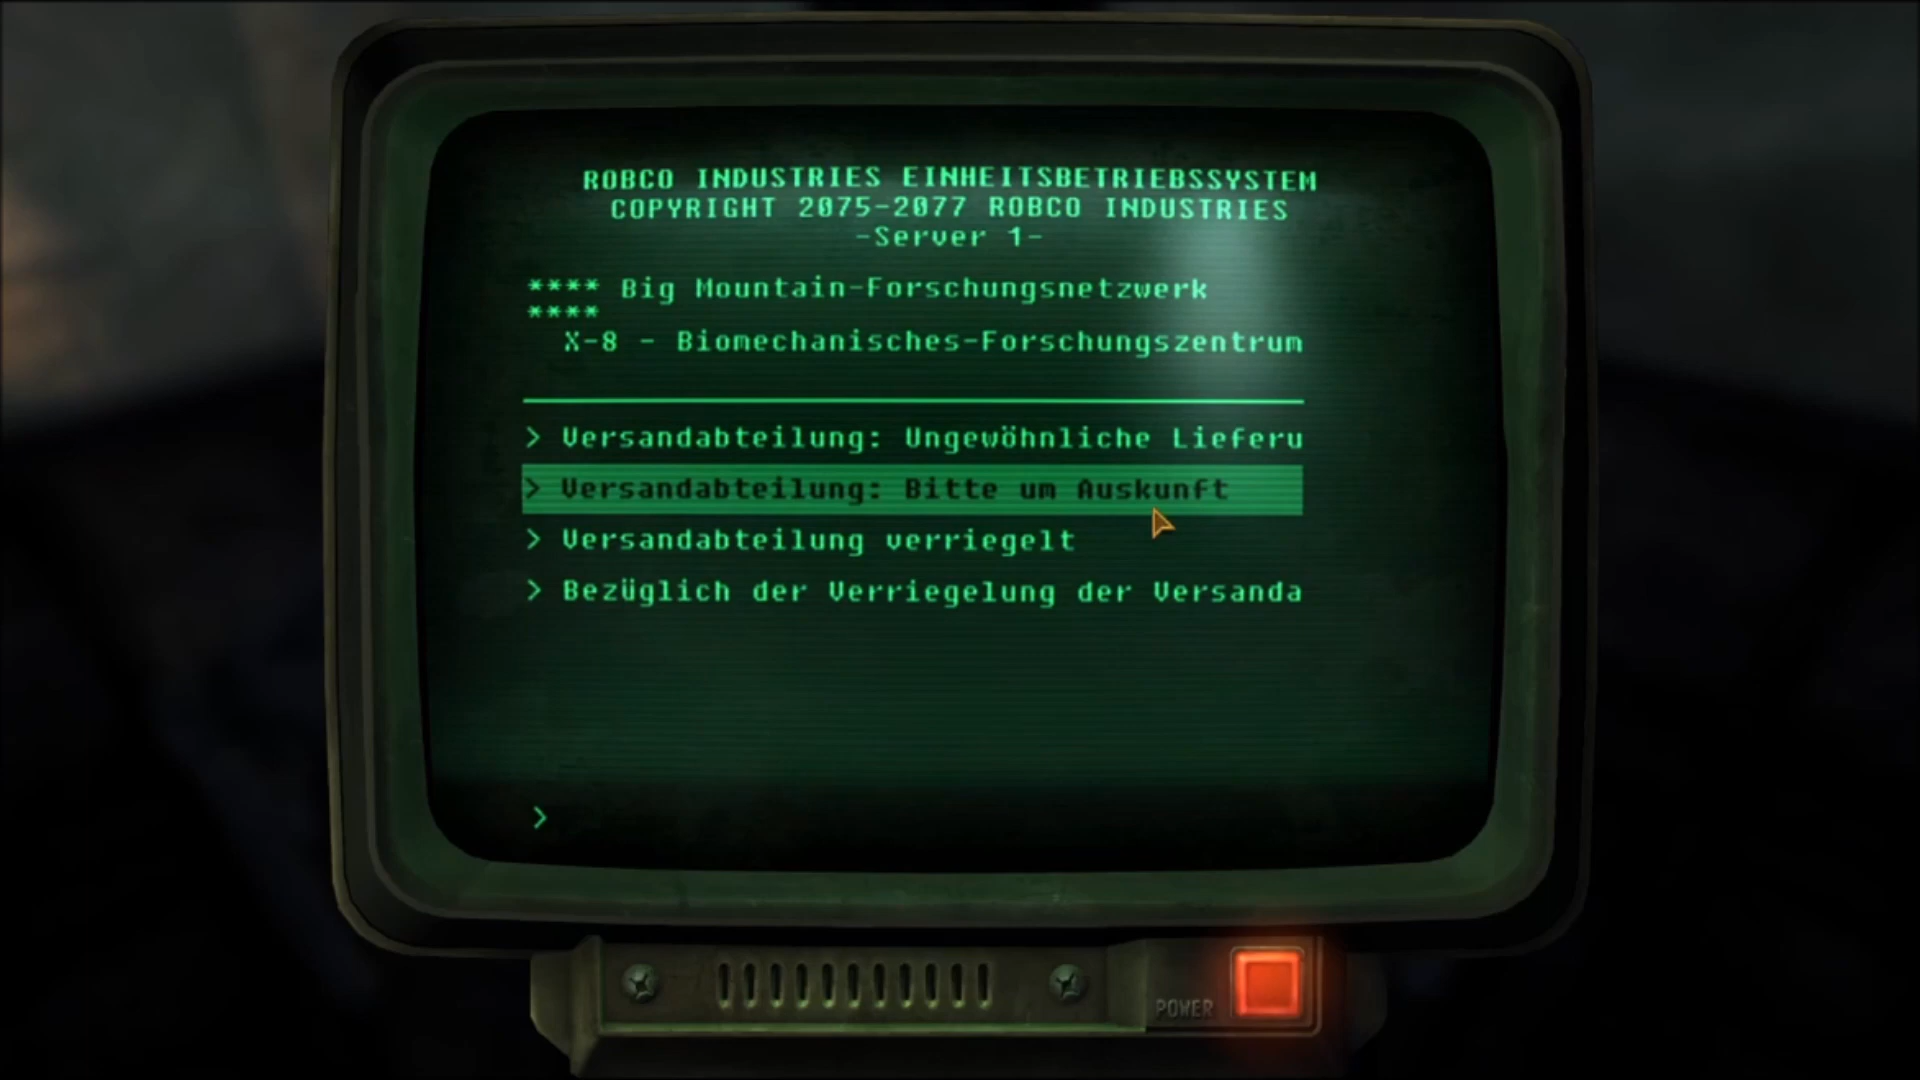 ROBCO INDUSTRIES EINHEITSBETRIEBSSYSTEM
COPYRIGHT 2075-2077 ROBCO INDUSTRIES
-Server 1-
**** Big Mountain-Forschungsnetzwerk
****
X-8 - Biomechanisches-Forschungszentrum
> Versandabteilung: Ungewöhnliche Lieferu
> Versandabteilung: Bitte um Auskunft
> Versandabteilung verriegelt
> Bezüglich der Verriegelung der Versanda
>
POWER